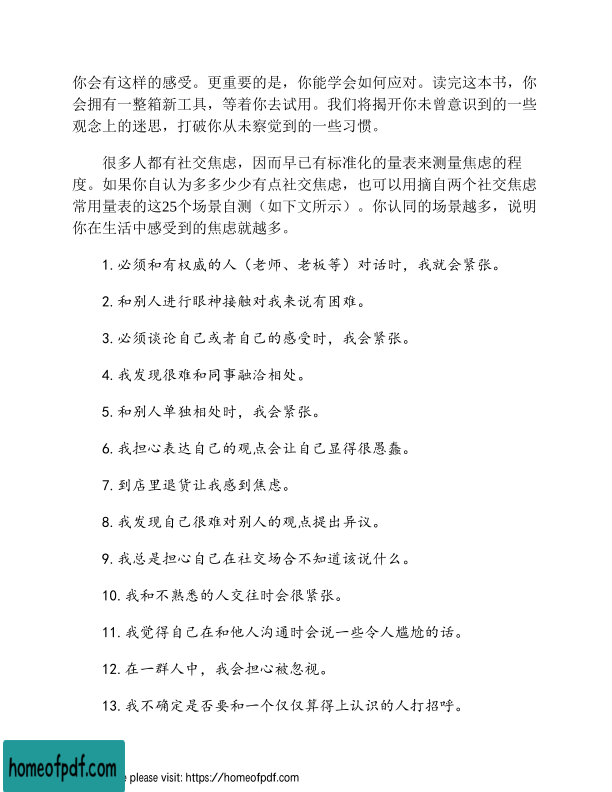 你会有这样的感受。更重要的是，你能学会如何应对。读完这本书，你
会拥有一整箱新工具，等着你去试用。我们将揭开你未曾意识到的一些
观念上的迷思，打破你从未察觉到的一些习惯。
很多人都有社交焦虑，因而早已有标准化的量表来测量焦虑的程
度。如果你自认为多多少少有点社交焦虑，也可以用摘自两个社交焦虑
常用量表的这25个场景自测（如下文所示）。你认同的场景越多，说明
你在生活中感受到的焦虑就越多。
1.必须和有权威的人（老师、老板等）对话时，我就会紧张。
2.和别人进行眼神接触对我来说有困难。
3.必须谈论自己或者自己的感受时，我会紧张。
4.我发现很难和同事融洽相处。
5.和别人单独相处时，我会紧张。
6.我担心表达自己的观点会让自己显得很愚蠢。
7.到店里退货让我感到焦虑。
8.我发现自己很难对别人的观点提出异议。
9.我总是担心自己在社交场合不知道该说什么。
10.我和不熟悉的人交往时会很紧张。
11.我觉得自己在和他人沟通时会说一些令人尴尬的话。
12.在一群人中，我会担心被忽视。
13.我不确定是否要和一个仅仅算得上认识的人打招呼。
homeofpdf.com
e please visit: https://homeofpdf.com